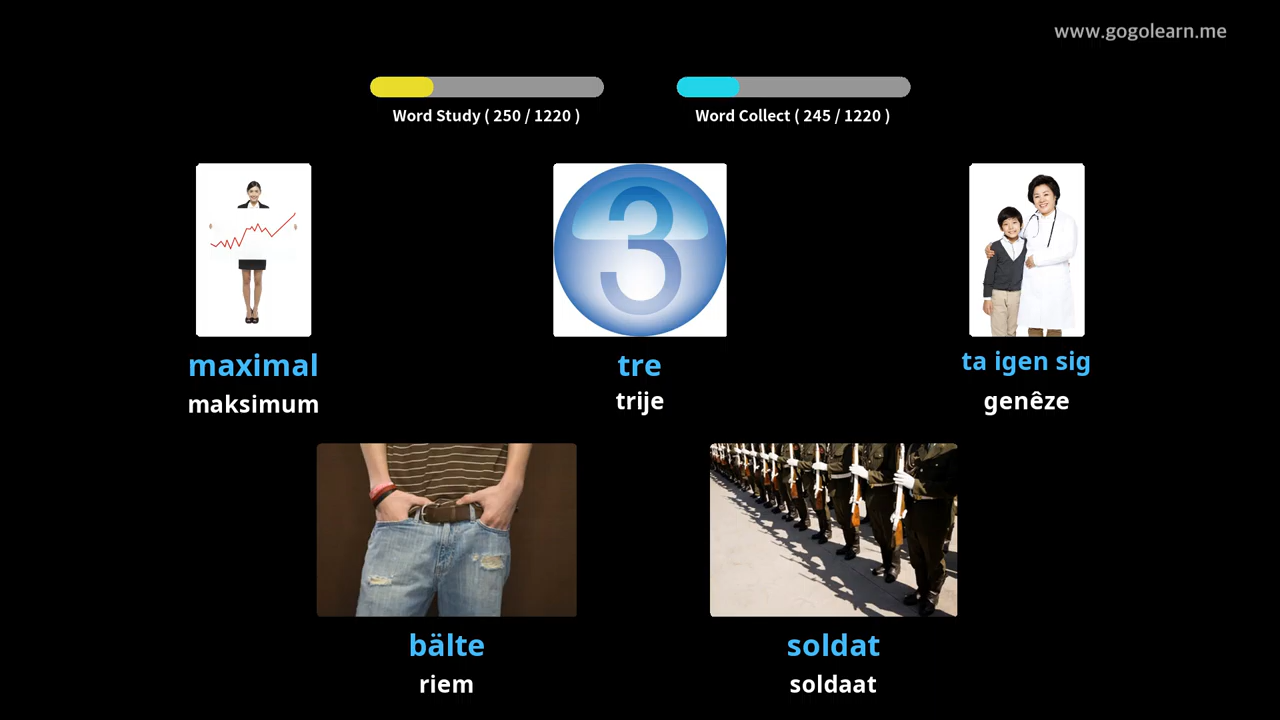 www.gogolearn.me
Word Study ( 250 / 1220 )
Word Collect ( 245 / 1220 )
3
maximal
maksimum
tre
trije
ta igen sig
genêze
bälte
riem
soldat
soldaat